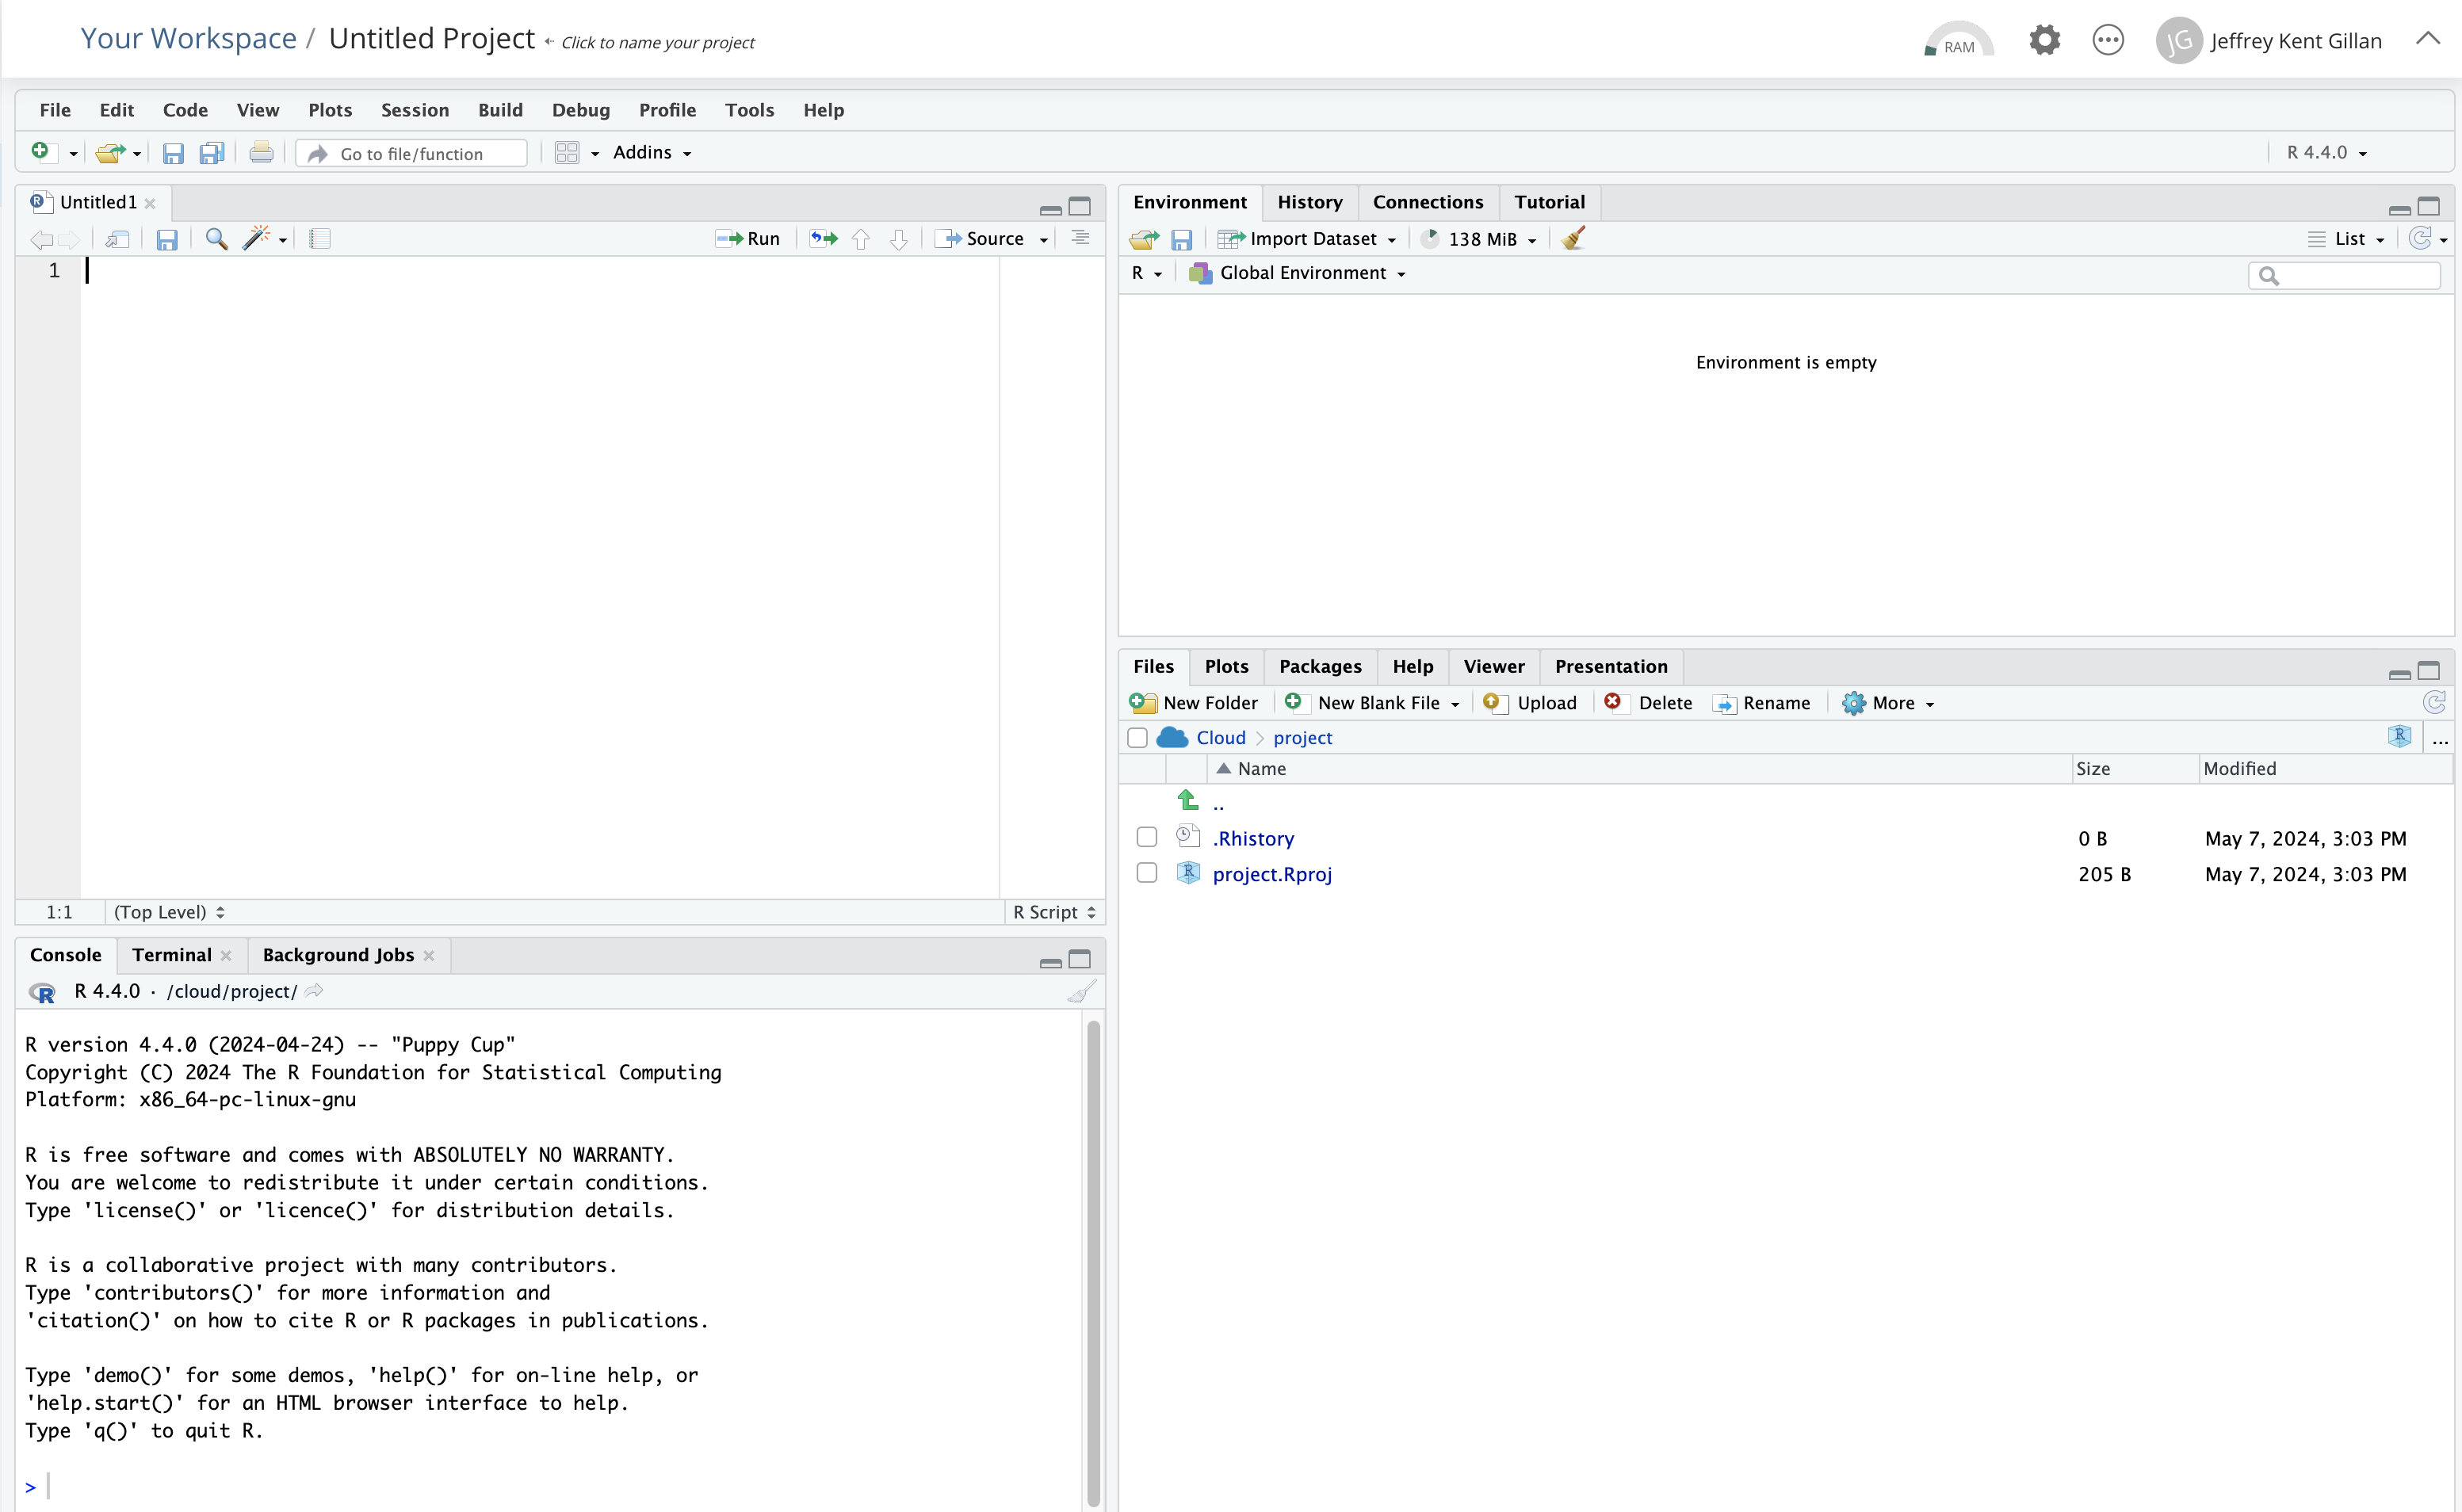 Your Workspace / Untitled Project Click to name your project
RAM JG Jeffrey Kent Gillan
File Edit Code View Plots Session Build Debug Profile Tools Help
Go to file/function Addins R 4.4.0
Untitled1
Run Source
1
1:1 (Top Level) R Script
Console Terminal Background Jobs
R R 4.4.0 · /cloud/project/
R version 4.4.0 (2024-04-24) -- "Puppy Cup"
Copyright (C) 2024 The R Foundation for Statistical Computing
Platform: x86_64-pc-linux-gnu
R is free software and comes with ABSOLUTELY NO WARRANTY.
You are welcome to redistribute it under certain conditions.
Type 'license()' or 'licence()' for distribution details.
R is a collaborative project with many contributors.
Type 'contributors()' for more information and
'citation()' on how to cite R or R packages in publications.
Type 'demo()' for some demos, 'help()' for on-line help, or
'help.start()' for an HTML browser interface to help.
Type 'q()' to quit R.
>
Environment History Connections Tutorial
Import Dataset 138 MiB List
R Global Environment
Environment is empty
Files Plots Packages Help Viewer Presentation
New Folder New Blank File Upload Delete Rename More
Cloud project R ...
Name Size Modified
..
.Rhistory 0 B May 7, 2024, 3:03 PM
R project.Rproj 205 B May 7, 2024, 3:03 PM